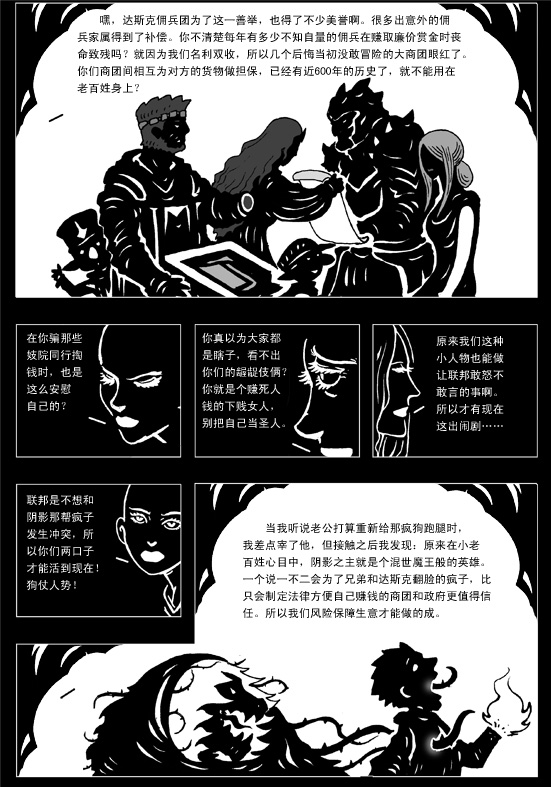 嘿，达斯克佣兵团为了这一善举，也得了不少美誉啊。很多出意外的佣
兵家属得到了补偿。你不清楚每年有多少不知自量的佣兵在赚取廉价赏金时丧
命致残吗？就因为我们名利双收，所以几个后悔当初没敢冒险的大商团眼红了。
你们商团间相互为对方的货物做担保，已经有近600年的历史了，就不能用在
老百姓身上？
在你骗那些
妓院同行掏
钱时，也是
这么安慰
自己的？
你真以为大家都
是瞎子，看不出
你们的龌龊伎俩？
你就是个赚死人
钱的下贱女人，
别把自己当圣人。
原来我们这种
小人物也能做
让联邦敢怒不
敢言的事啊。
所以才有现在
这出闹剧……
联邦是不想和
阴影那帮疯子
发生冲突，所
以你们两口子
才能活到现在！
狗仗人势！
当我听说老公打算重新给那疯狗跑腿时，
我差点宰了他，但接触之后我发现：原来在小老
百姓心目中，阴影之主就是个混世魔王般的英雄。
一个说一不二会为了兄弟和达斯克翻脸的疯子，比
只会制定法律方便自己赚钱的商团和政府更值得信
任。所以我们风险保障生意才能做的成。